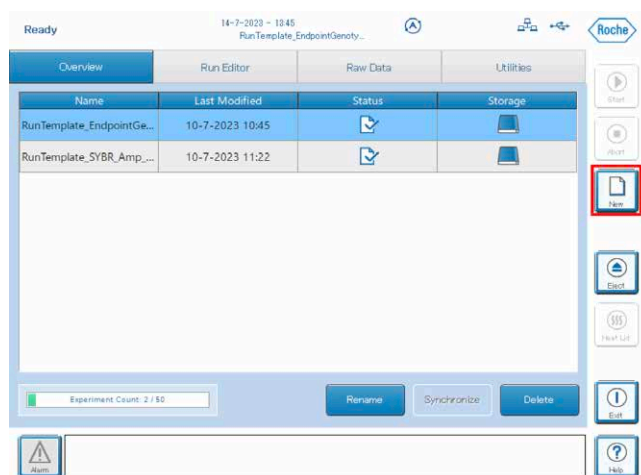 Ready
14-7-2023 - 13:45
RunTemplate_EndpointGenoty...
Roche
Overview
Run Editor
Raw Data
Utilities
Name
Last Modified
Status
Storage
RunTemplate_EndpointGe...
10-7-2023 10:45
RunTemplate_SYBR_Amp_...
10-7-2023 11:22
Start
Abort
New
Eject
Heat Lid
Experiment Count: 2 / 50
Rename
Synchronize
Delete
Exit
Alarm
Help